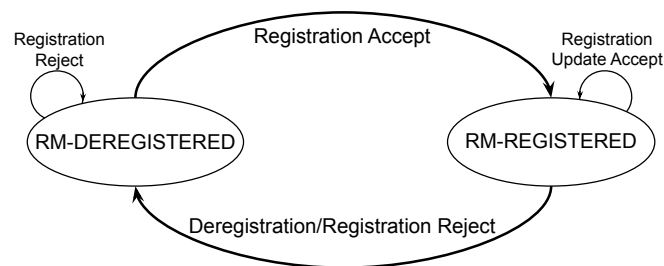 Registration
Reject
Registration Accept
Registration
Update Accept
RM-DEREGISTERED
RM-REGISTERED
Deregistration/Registration Reject